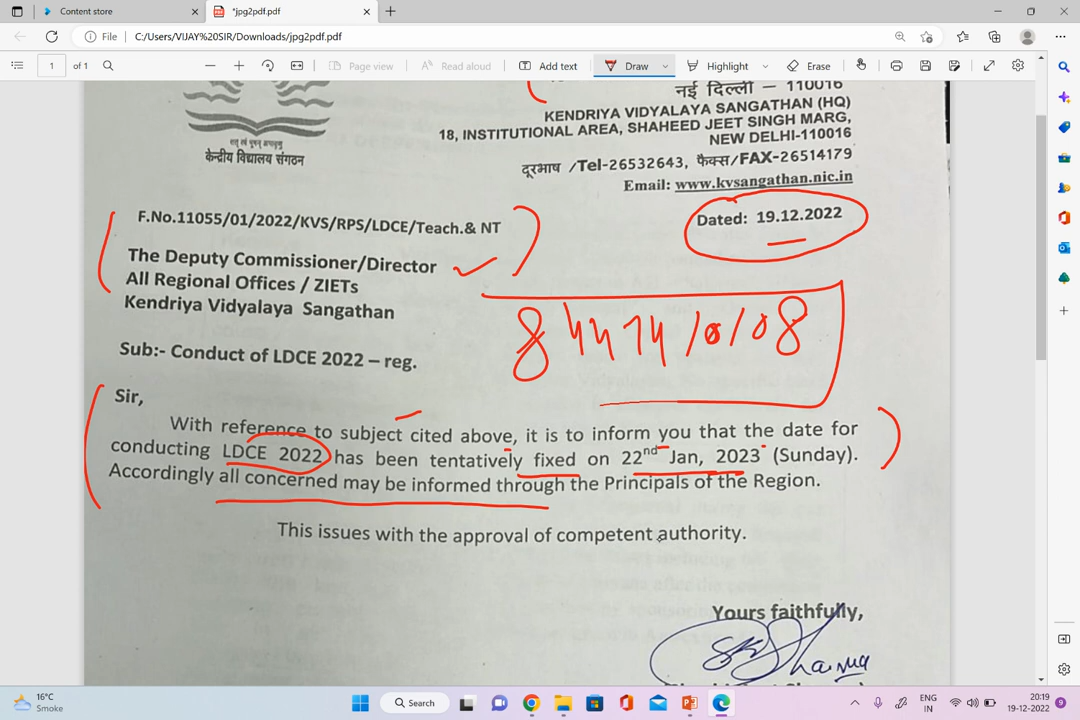 Content store
*jpg2pdf.pdf
File
C:/Users/VIJAY%20SIR/Downloads/jpg2pdf.pdf
1 of 1
Page view
Read aloud
Add text
Draw
Highlight
Erase
नई दिल्ली – 110016
KENDRIYA VIDYALAYA SANGATHAN (HQ)
18, INSTITUTIONAL AREA, SHAHEED JEET SINGH MARG,
NEW DELHI-110016
केन्द्रीय विद्यालय संगठन
दूरभाष /Tel-26532643, फैक्स/FAX-26514179
Email: www.kvsangathan.nic.in
F.No.11055/01/2022/KVS/RPS/LDCE/Teach.& NT
Dated: 19.12.2022
The Deputy Commissioner/Director
All Regional Offices / ZIETs
Kendriya Vidyalaya Sangathan
Sub:- Conduct of LDCE 2022 – reg.
Sir,
With reference to subject cited above, it is to inform you that the date for
conducting LDCE 2022 has been tentatively fixed on 22nd Jan, 2023 (Sunday).
Accordingly all concerned may be informed through the Principals of the Region.
This issues with the approval of competent authority.
Yours faithfully,
16°C
Smoke
Search
ENG
IN
20:19
19-12-2022